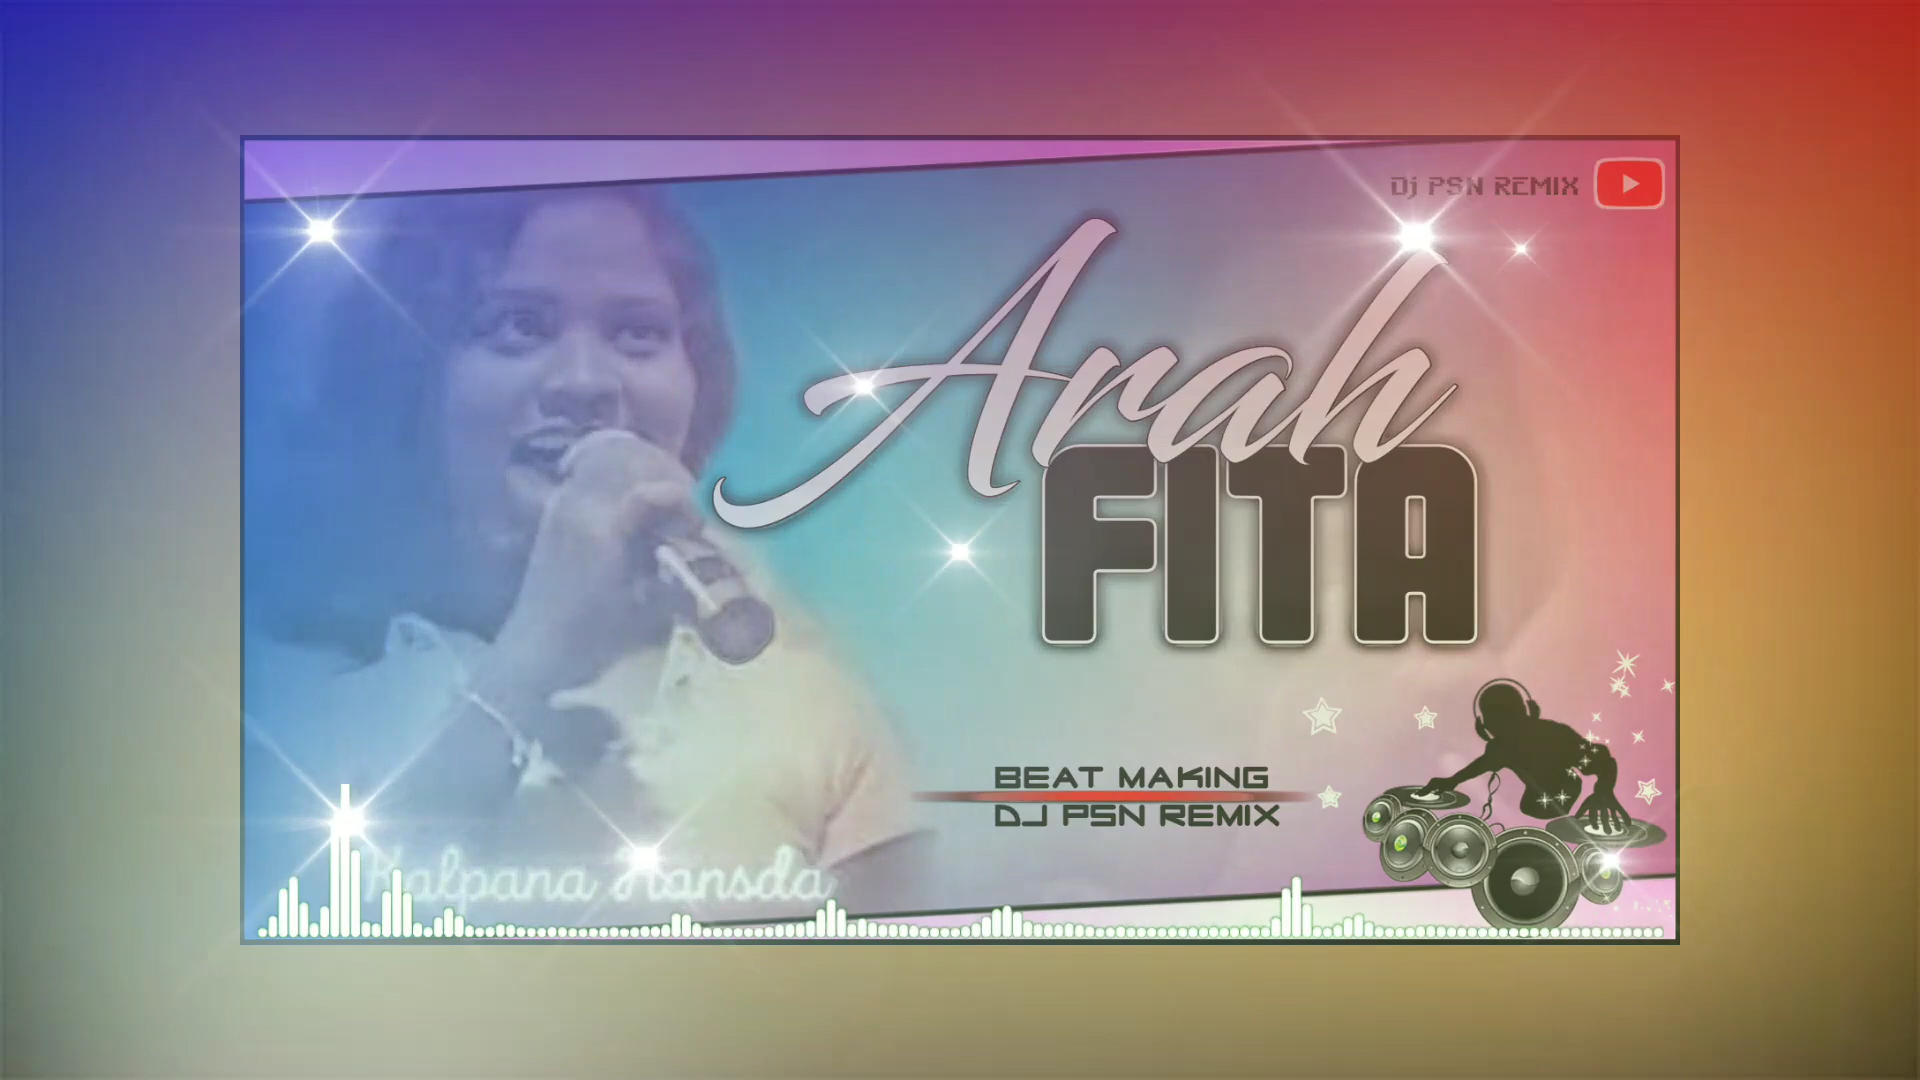 Dj PSN REMIX
Arah
FITA
BEAT MAKING
DJ PSN REMIX
Kalpana Hansda